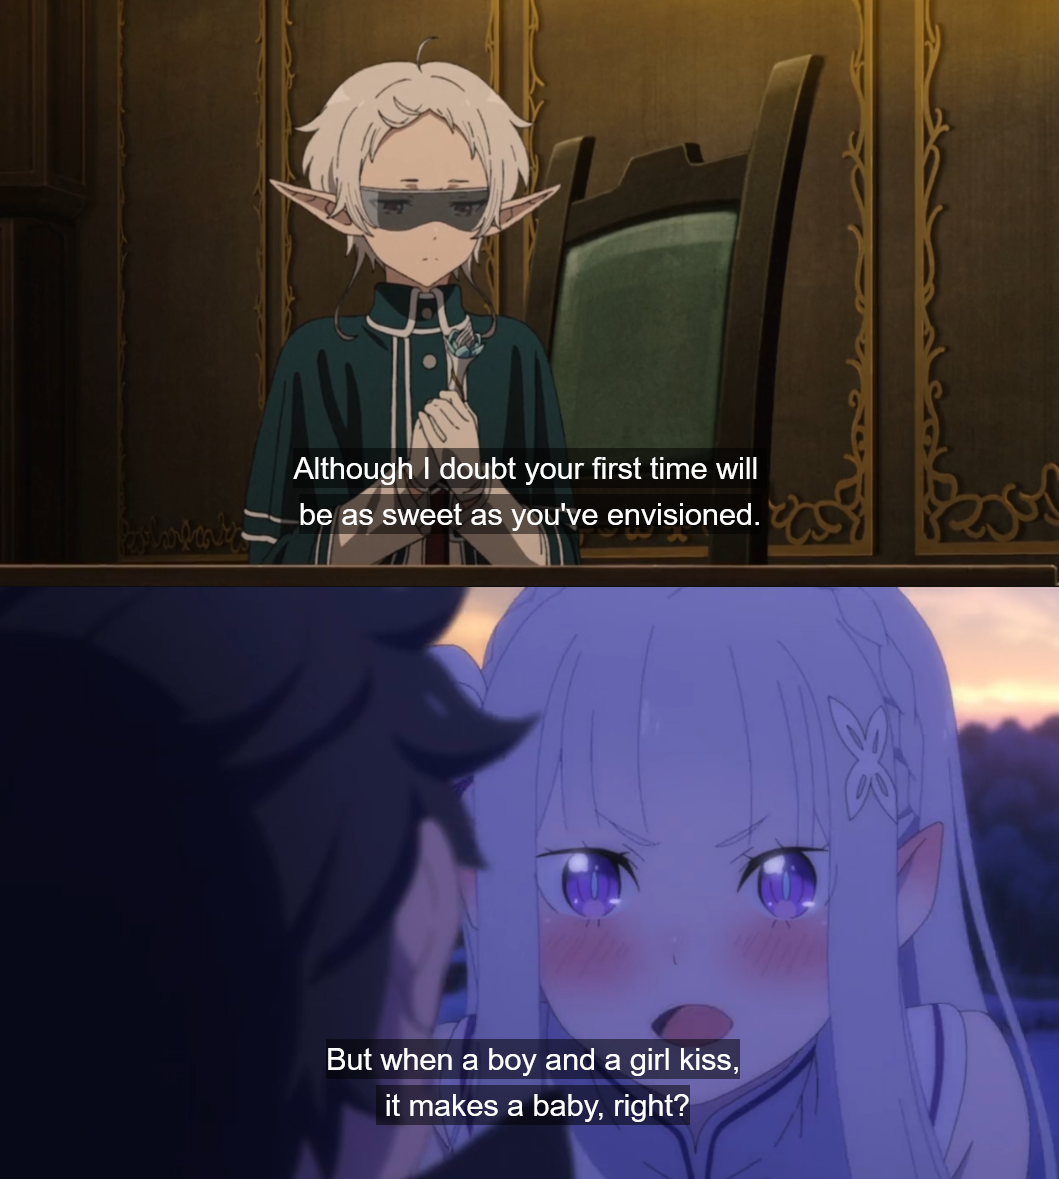 Although I doubt your first time will
be as sweet as you've envisioned.
But when a boy and a girl kiss,
it makes a baby, right?